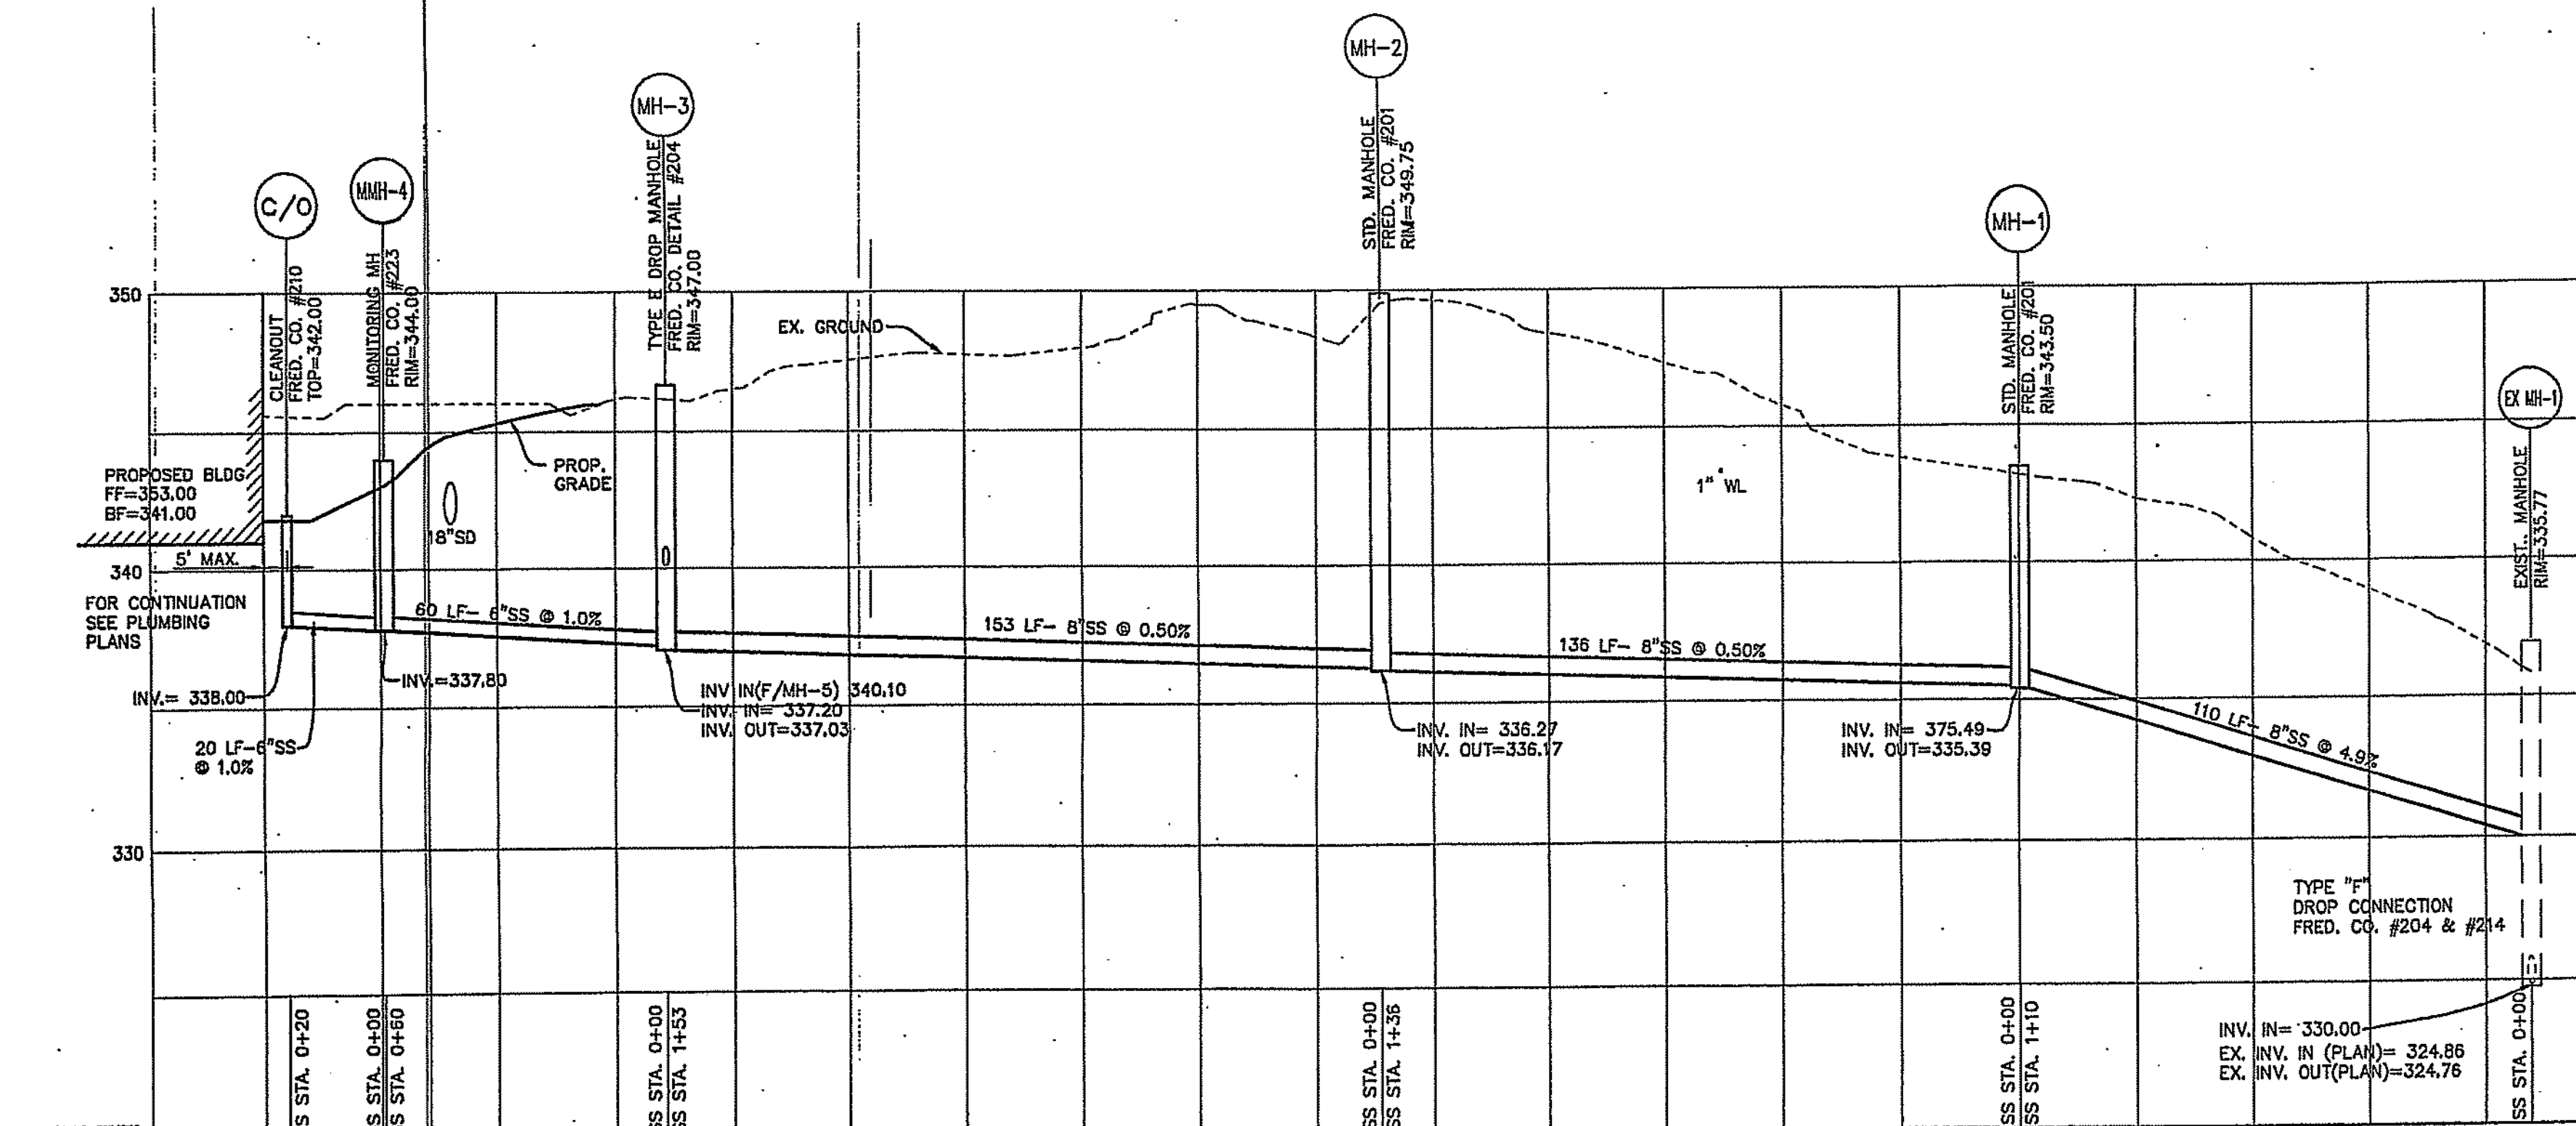 C/O
CLEANOUT
FRED. CO. #210
TOP=342.00
MMH-4
MONITORING MH
FRED. CO. #223
RIM=344.00
MH-3
TYPE E DROP MANHOLE
FRED. CO. DETAIL #204
RIM=347.00
MH-2
STD. MANHOLE
FRED. CO. #201
RIM=349.75
MH-1
STD. MANHOLE
FRED. CO. #201
RIM=343.50
EX MH-1
EXIST. MANHOLE
RIM=335.77
350
340
330
EX. GROUND
PROP.
GRADE
PROPOSED BLDG
FF=353.00
BF=341.00
5' MAX.
FOR CONTINUATION
SEE PLUMBING
PLANS
18"SD
1" WL
60 LF- 6"SS @ 1.0%
153 LF- 8"SS @ 0.50%
136 LF- 8"SS @ 0.50%
110 LF- 8"SS @ 4.9%
INV.= 338.00
20 LF-6"SS
@ 1.0%
INV.=337.80
INV IN(F/MH-5) 340.10
INV. IN= 337.20
INV. OUT=337.03
INV. IN= 336.27
INV. OUT=336.17
INV. IN= 375.49
INV. OUT=335.39
TYPE "F"
DROP CONNECTION
FRED. CO. #204 & #214
INV. IN= 330.00
EX. INV. IN (PLAN)= 324.86
EX. INV. OUT(PLAN)=324.76
SS STA. 0+20
SS STA. 0+00
SS STA. 0+60
SS STA. 0+00
SS STA. 1+53
SS STA. 0+00
SS STA. 1+36
SS STA. 0+00
SS STA. 1+10
SS STA. 0+00